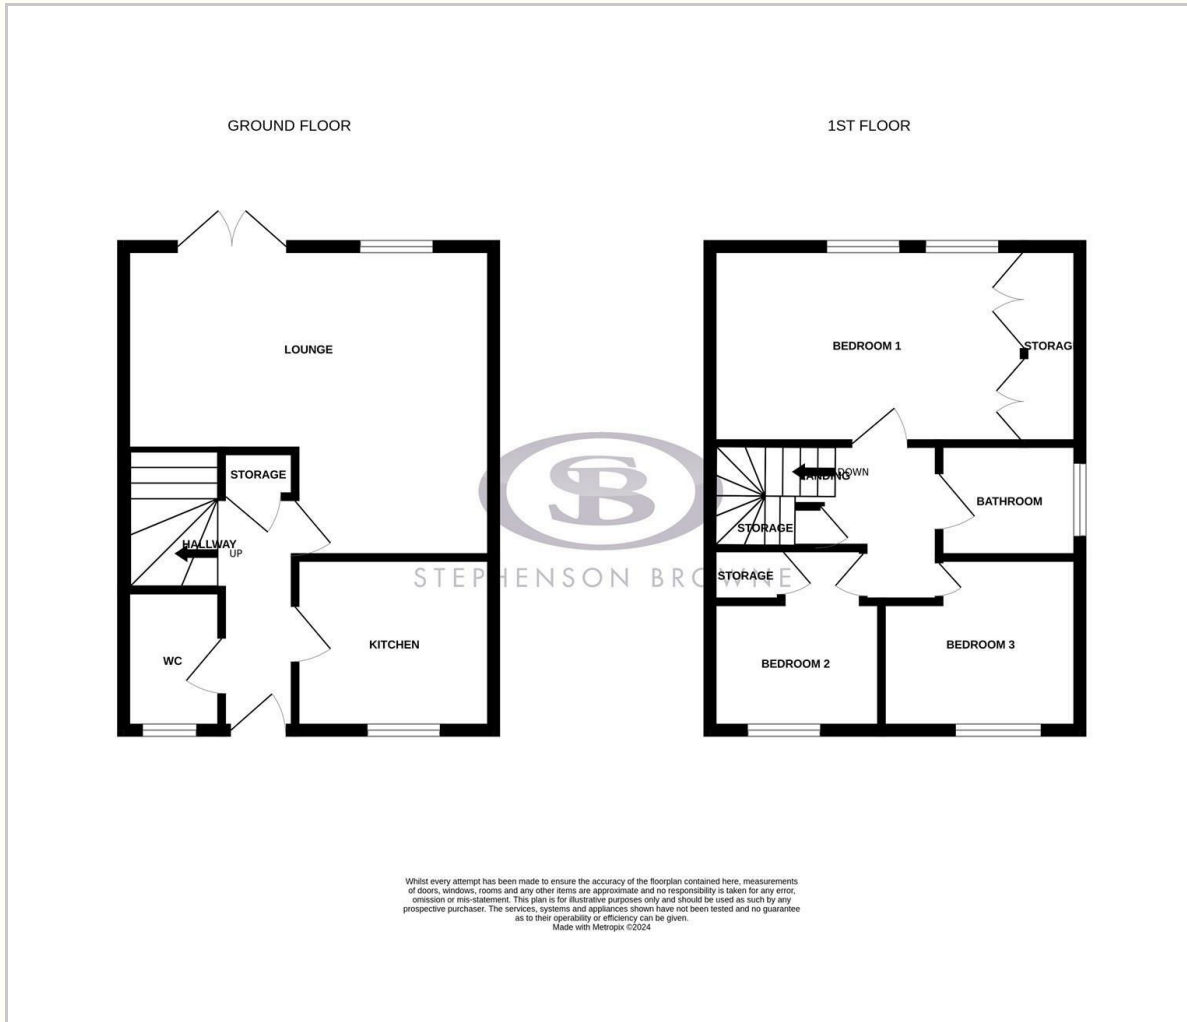 GROUND FLOOR
LOUNGE
STORAGE
HALLWAY
UP
WC
KITCHEN
1ST FLOOR
BEDROOM 1
STORAG
DOWN
LANDING
BATHROOM
STORAGE
STORAGE
BEDROOM 2
BEDROOM 3
SB
STEPHENSON BROWNE
Whilst every attempt has been made to ensure the accuracy of the floorplan contained here, measurements
of doors, windows, rooms and any other items are approximate and no responsibility is taken for any error,
omission or mis-statement. This plan is for illustrative purposes only and should be used as such by any
prospective purchaser. The services, systems and appliances shown have not been tested and no guarantee
as to their operability or efficiency can be given.
Made with Metropix ©2024